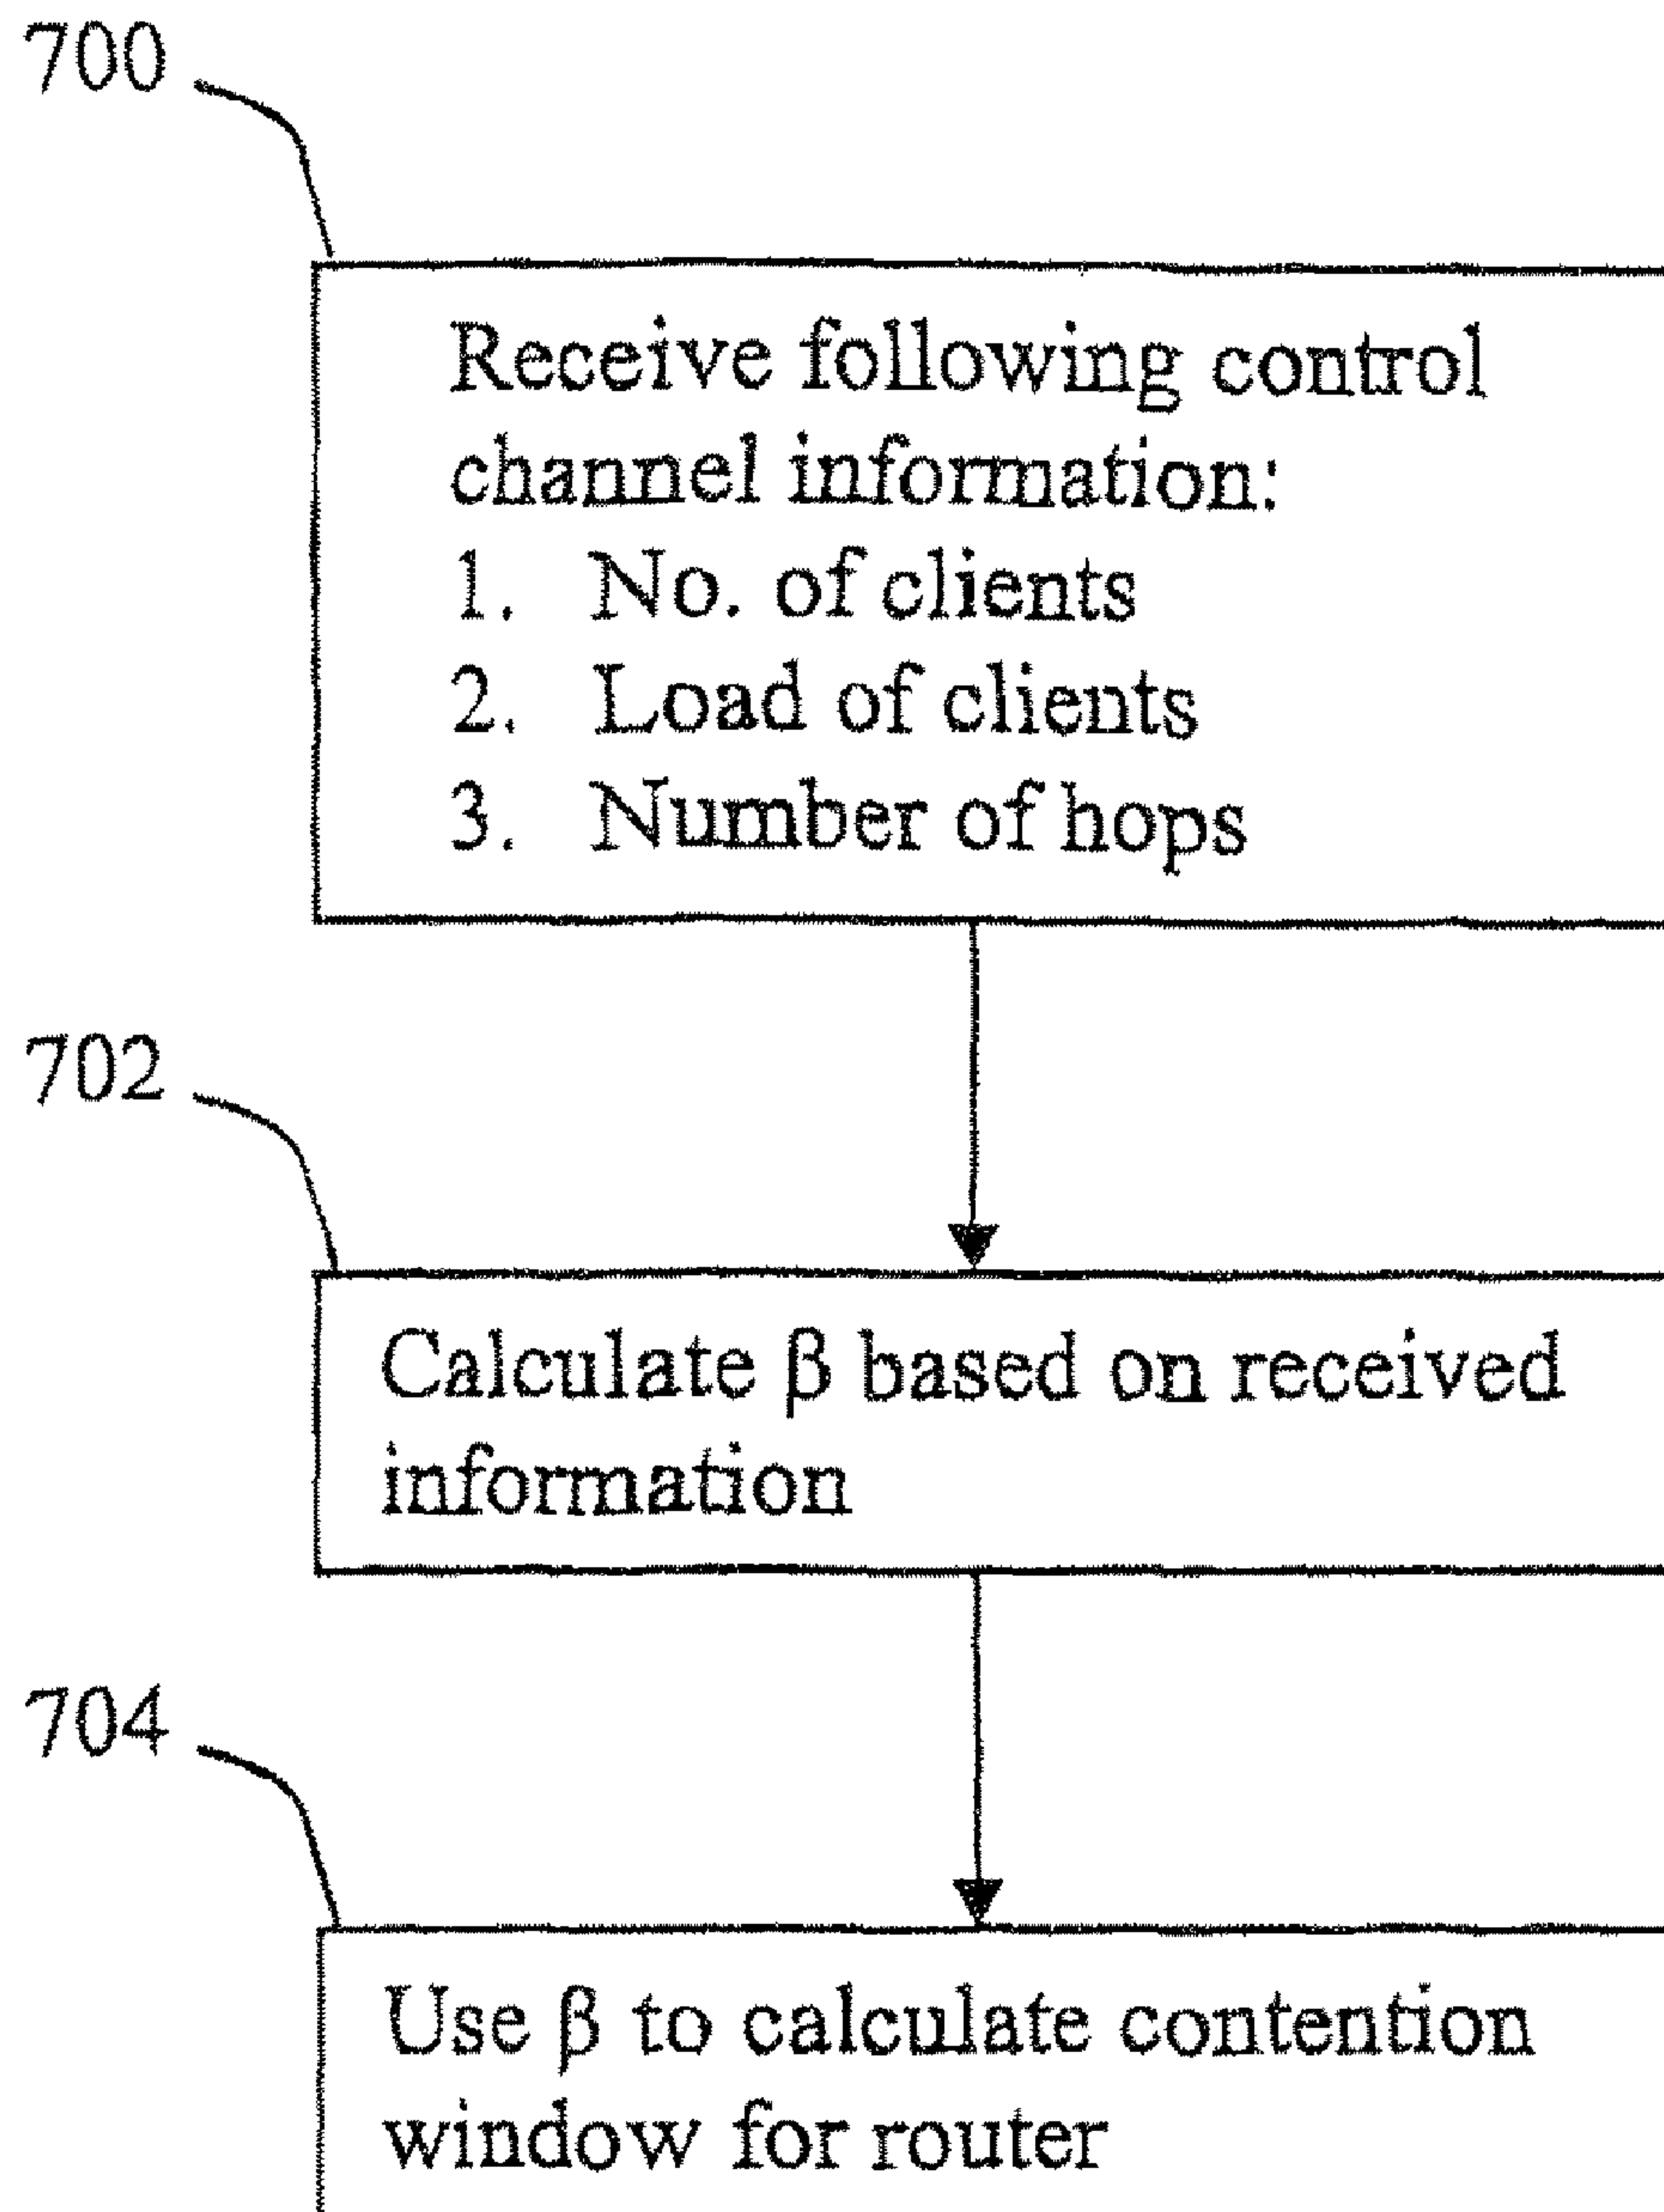 700
Receive following control
channel information:
1. No. of clients
2. Load of clients
3. Number of hops
702
Calculate β based on received
information
704
Use β to calculate contention
window for router